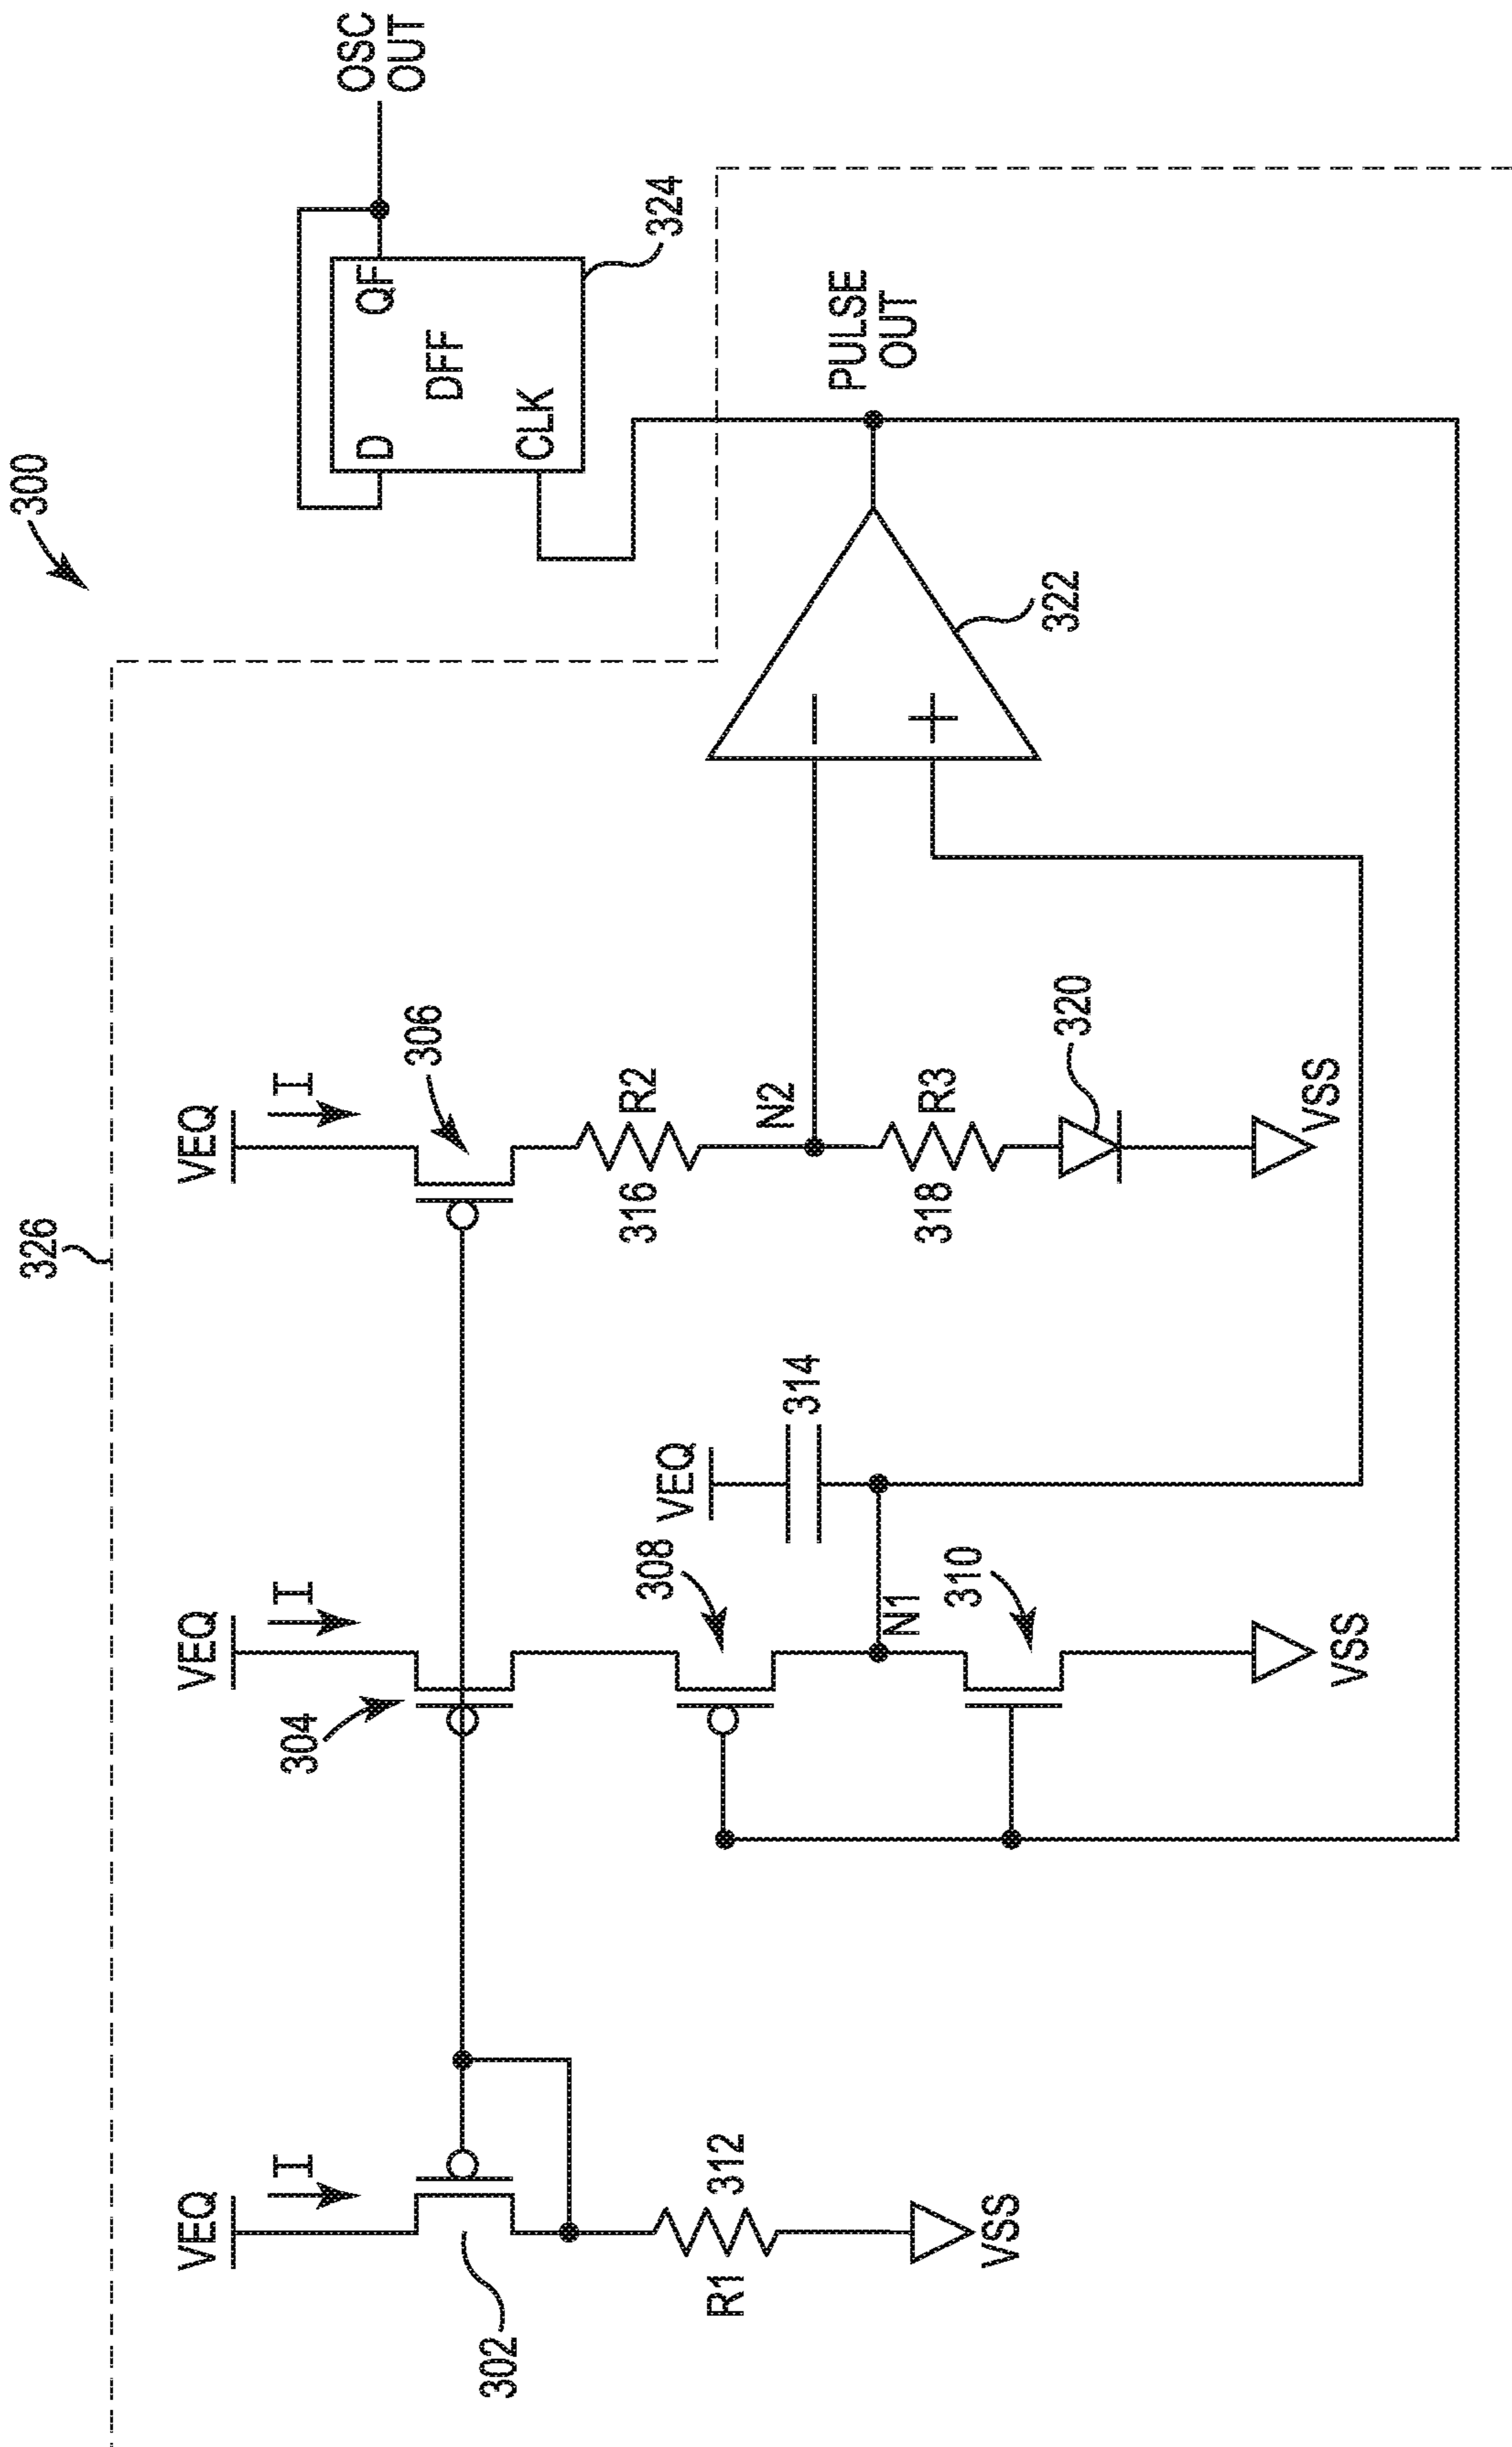 300
326
VEQ
I
302
R1
312
VSS
VEQ
I
304
308
N1
310
VSS
VEQ
314
VEQ
I
306
316
R2
N2
318
R3
320
VSS
322
PULSE
OUT
D
QF
DFF
CLK
324
OSC
OUT